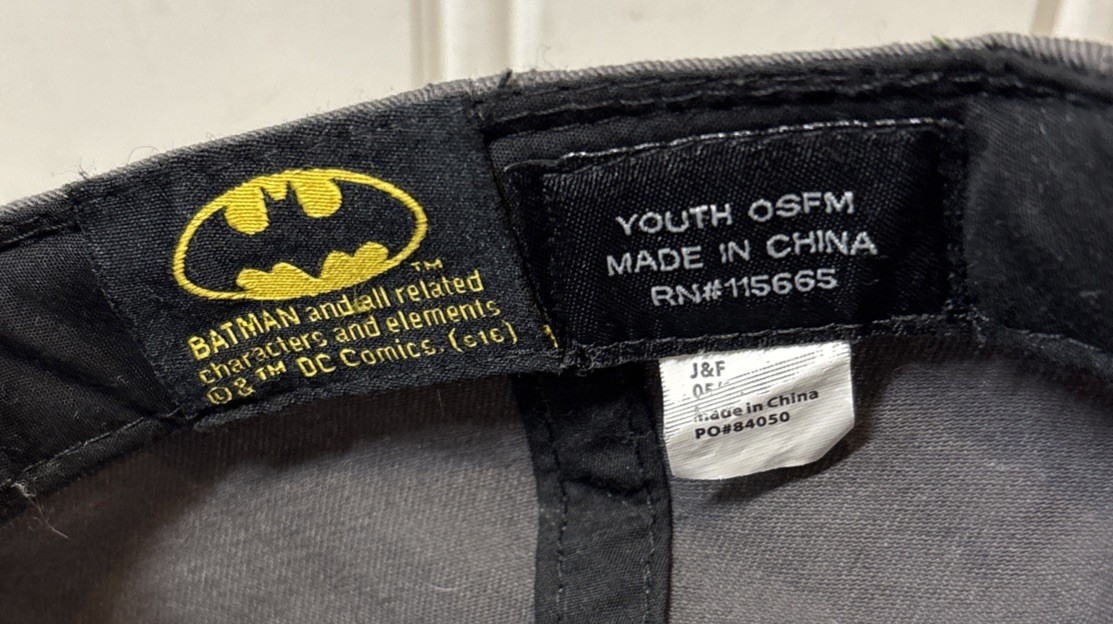 TM
BATMAN and all related
characters and elements
©&™ DC Comics. (s16)
YOUTH OSFM
MADE IN CHINA
RN#115665
J&F
Made in China
PO#84050